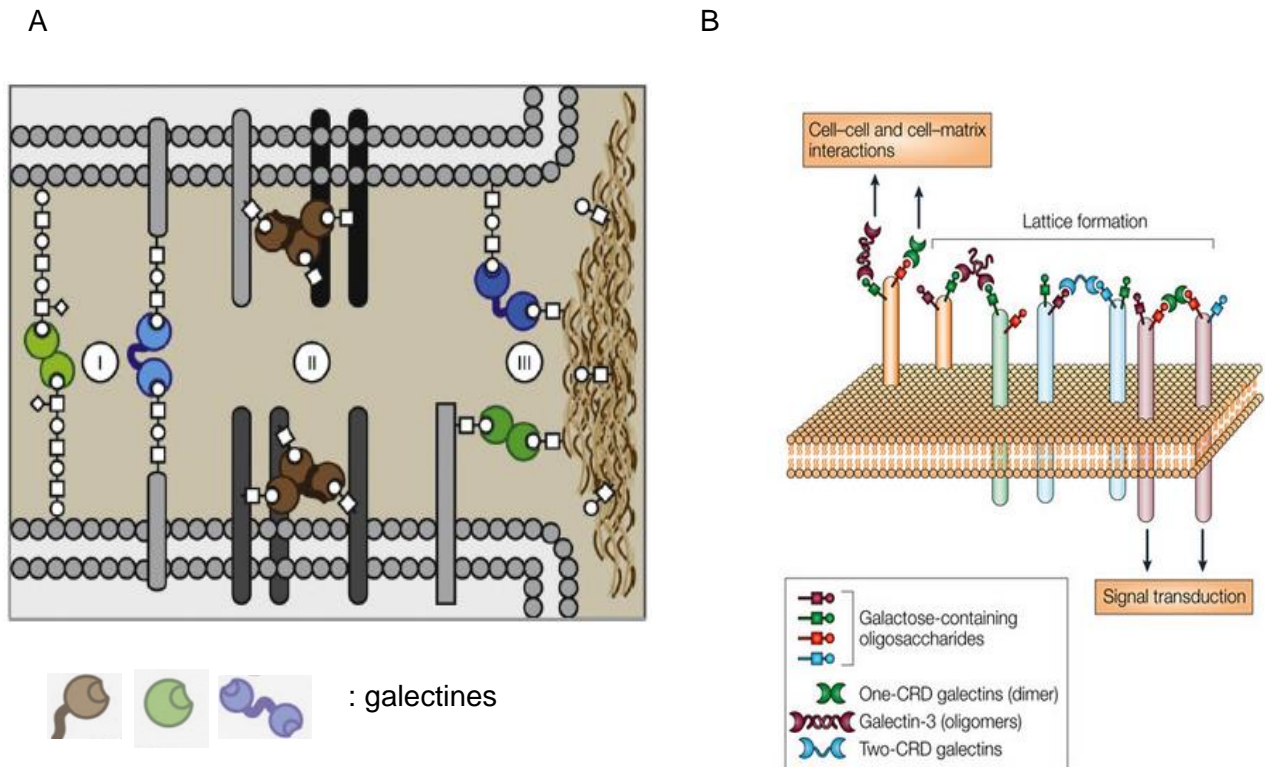 A
B
I
II
III
: galectines
Cell–cell and cell–matrix
interactions
Lattice formation
Signal transduction
Galactose-containing
oligosaccharides
One-CRD galectins (dimer)
Galectin-3 (oligomers)
Two-CRD galectins